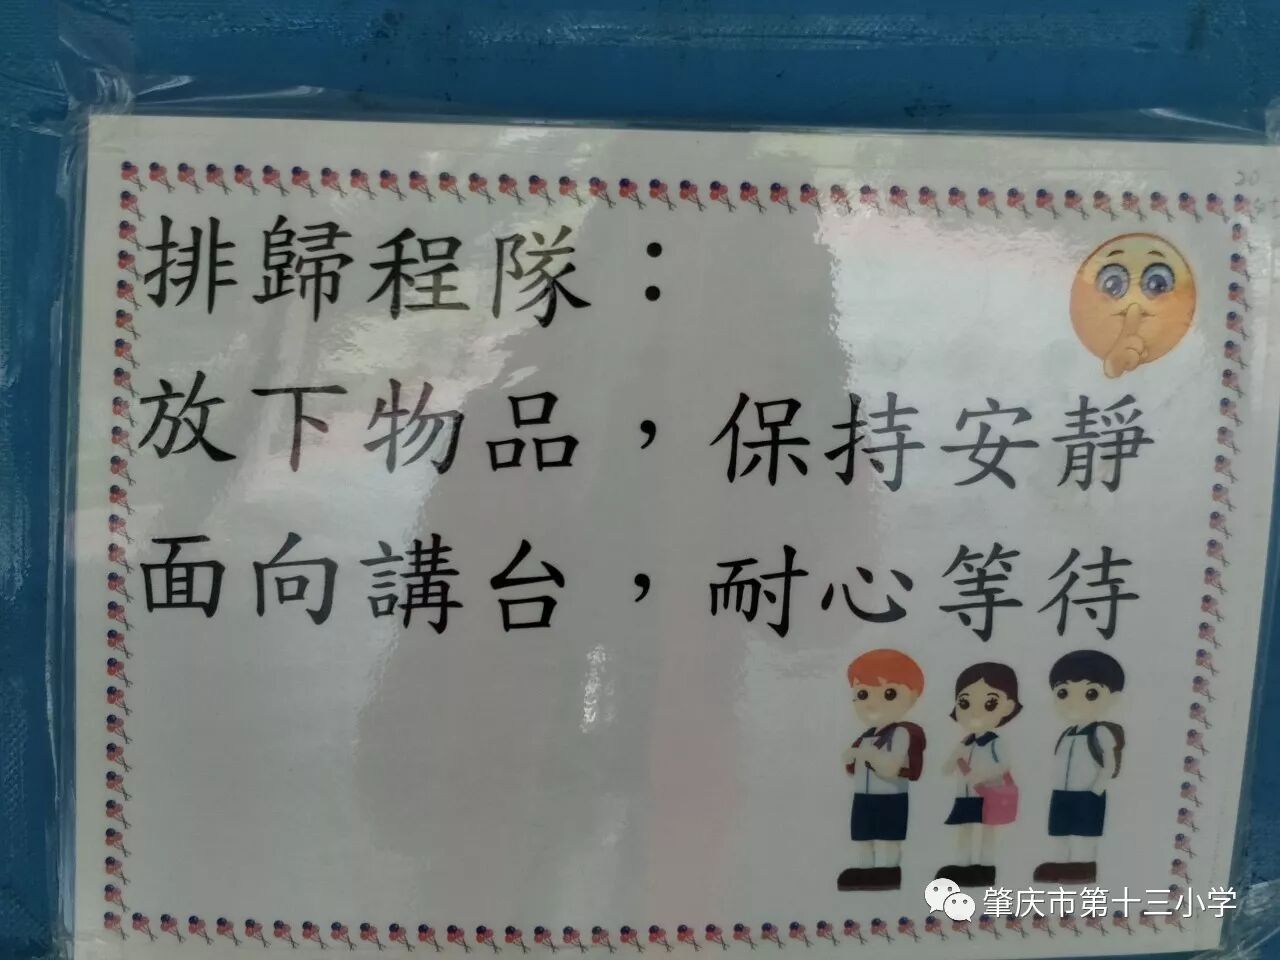 排歸程隊：
放下物品，保持安靜
面向講台，耐心等待
肇庆市第十三小学